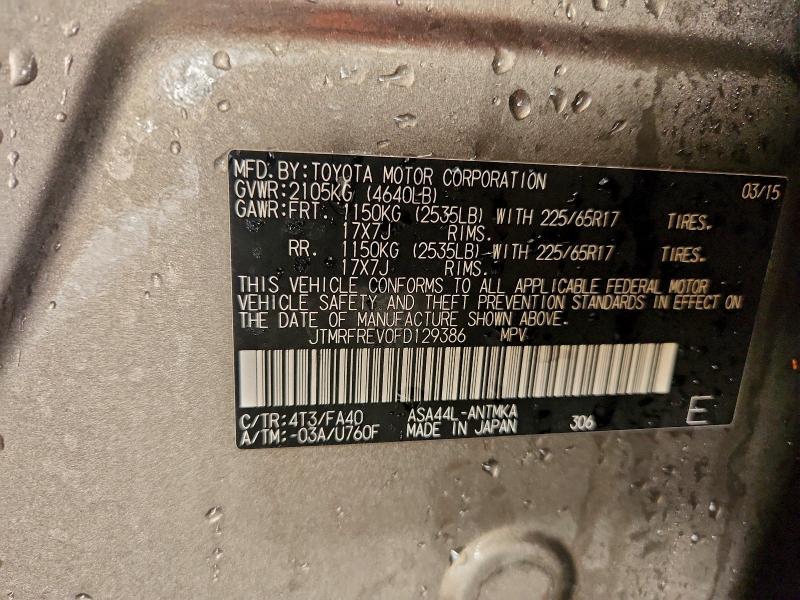 MFD. BY: TOYOTA MOTOR CORPORATION 03/15
GVWR: 2105KG (4640LB)
GAWR: FRT. 1150KG (2535LB) WITH 225/65R17 TIRES.
17X7J RIMS.
RR. 1150KG (2535LB) WITH 225/65R17 TIRES.
17X7J RIMS.
THIS VEHICLE CONFORMS TO ALL APPLICABLE FEDERAL MOTOR
VEHICLE SAFETY AND THEFT PREVENTION STANDARDS IN EFFECT ON
THE DATE OF MANUFACTURE SHOWN ABOVE.
JTMRFREV0FD129386 MPV
C/TR: 4T3/FA40 ASA44L-ANTMKA 306 E
A/TM: -03A/U760F MADE IN JAPAN